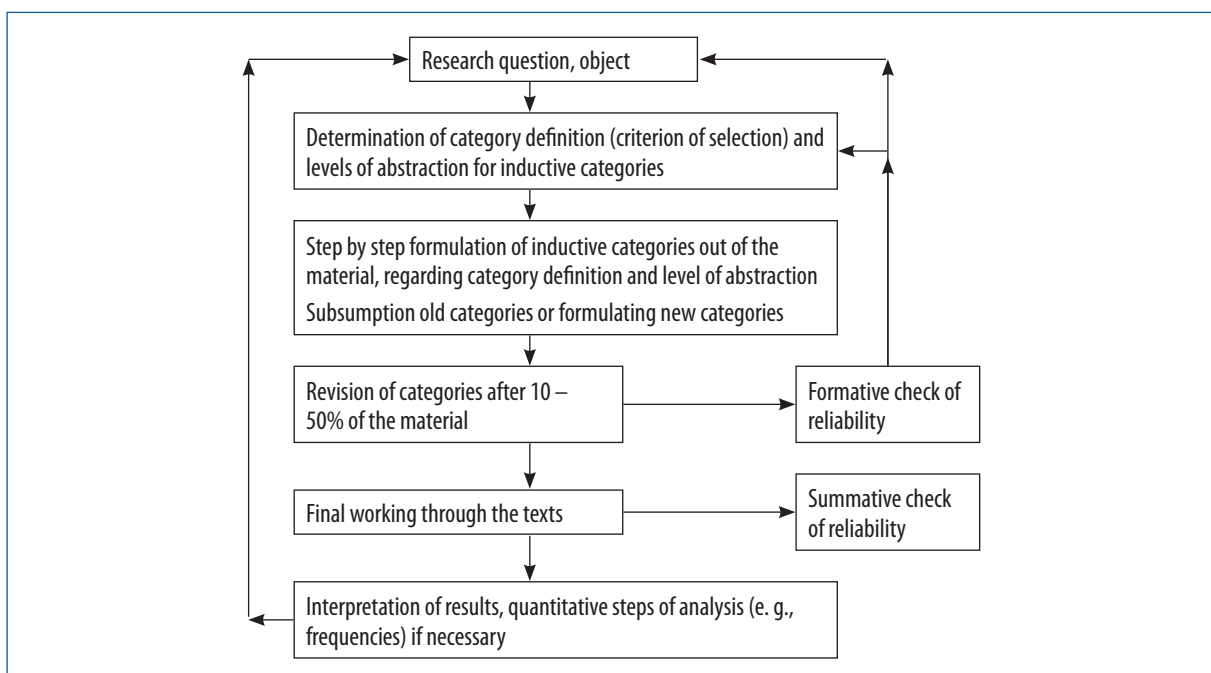 Research question, object
Determination of category definition (criterion of selection) and
levels of abstraction for inductive categories
Step by step formulation of inductive categories out of the
material, regarding category definition and level of abstraction
Subsumption old categories or formulating new categories
Revision of categories after 10 –
50% of the material
Formative check of
reliability
Final working through the texts
Summative check
of reliability
Interpretation of results, quantitative steps of analysis (e. g.,
frequencies) if necessary